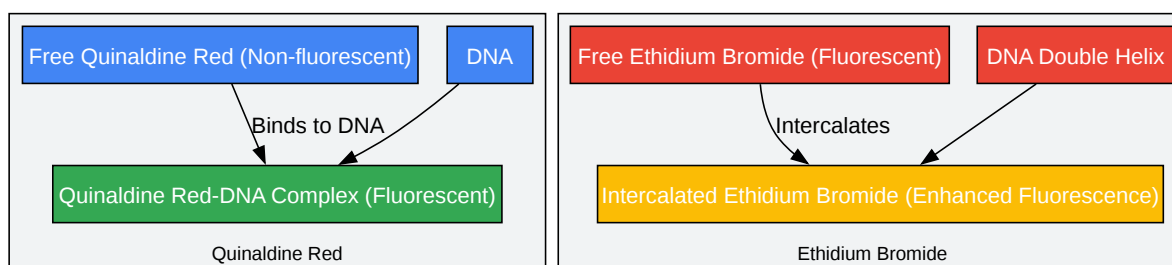 Free Quinaldine Red (Non-fluorescent)
DNA
Binds to DNA
Quinaldine Red-DNA Complex (Fluorescent)
Quinaldine Red
Free Ethidium Bromide (Fluorescent)
DNA Double Helix
Intercalates
Intercalated Ethidium Bromide (Enhanced Fluorescence)
Ethidium Bromide